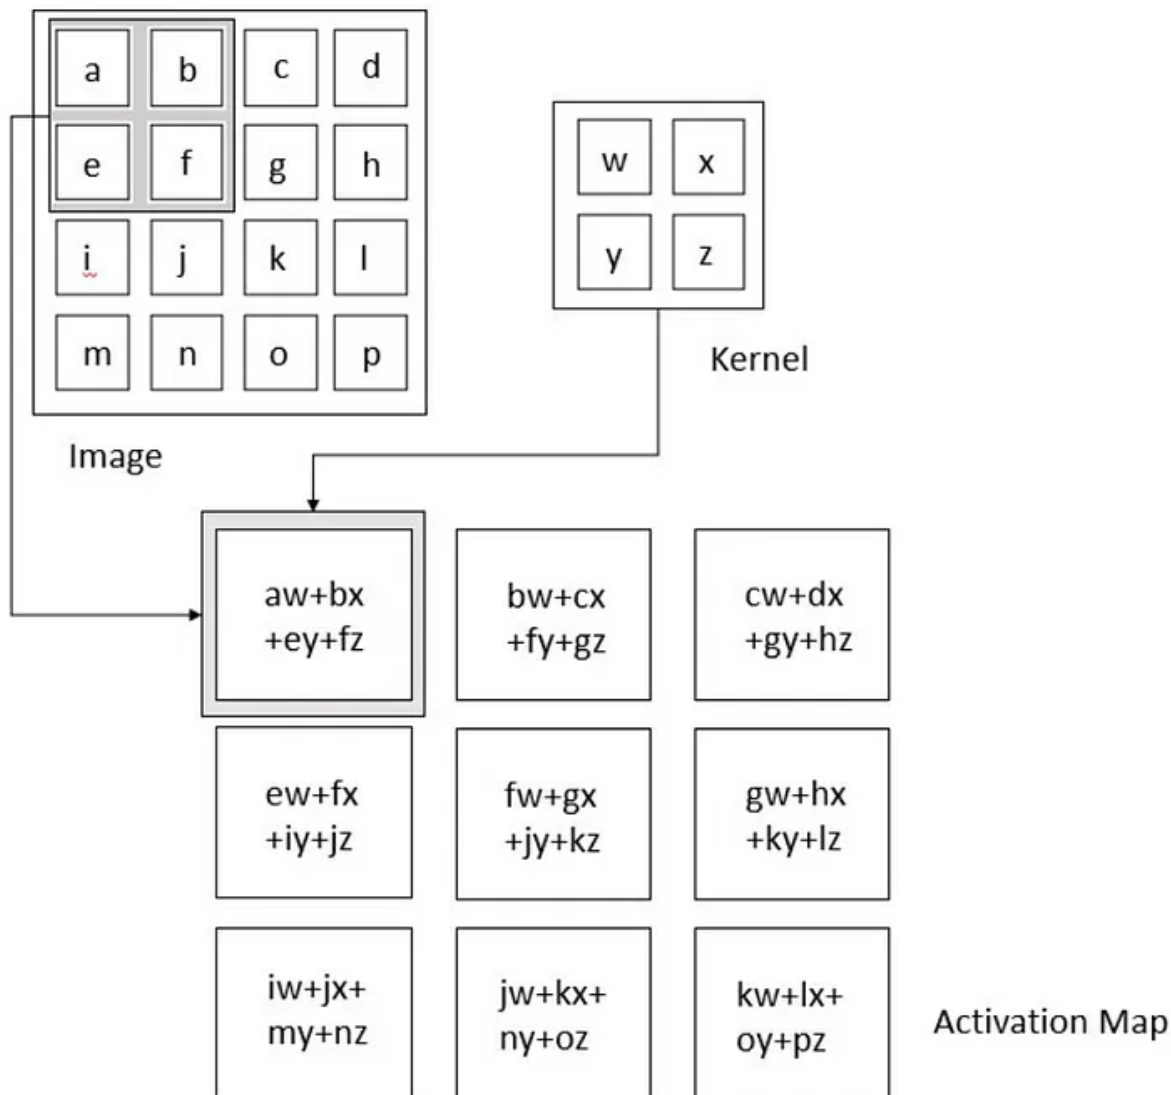 a b c d
e f g h
i j k l
m n o p
Image
w x
y z
Kernel
aw+bx
+ey+fz
bw+cx
+fy+gz
cw+dx
+gy+hz
ew+fx
+iy+jz
fw+gx
+jy+kz
gw+hx
+ky+lz
iw+jx+
my+nz
jw+kx+
ny+oz
kw+lx+
oy+pz
Activation Map